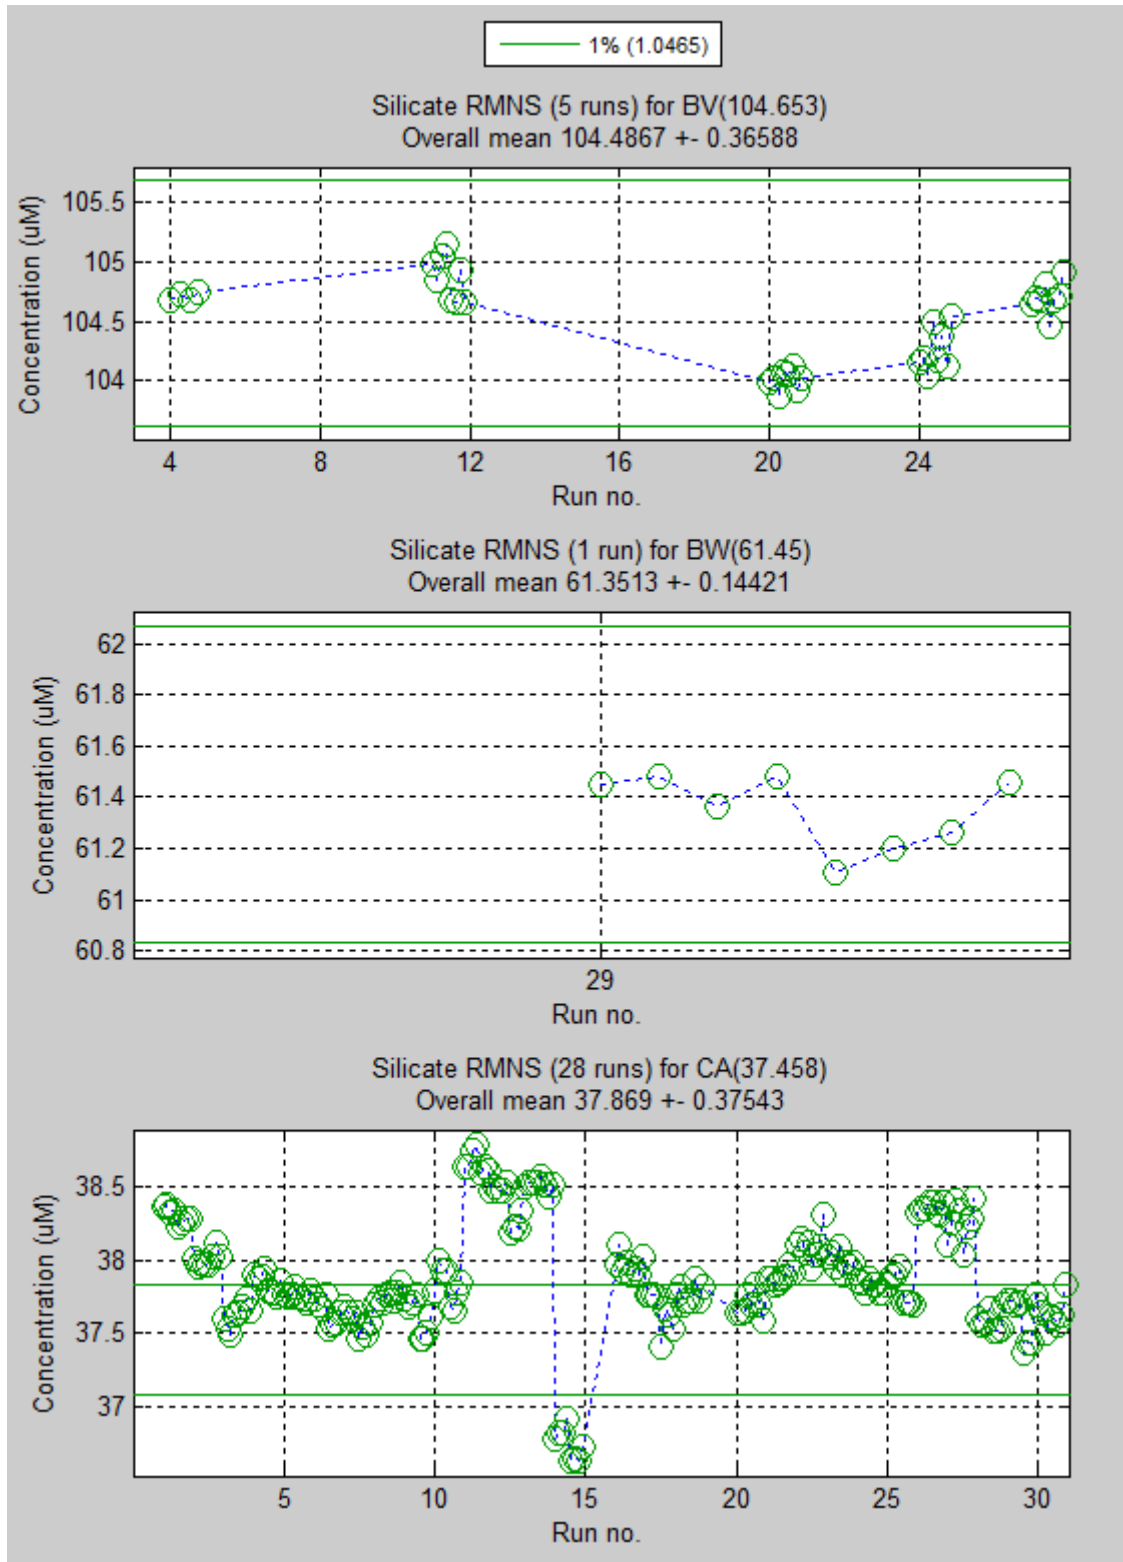 1% (1.0465)
Silicate RMNS (5 runs) for BV(104.653)
Overall mean 104.4867 +- 0.36588
Concentration (uM)
105.5
105
104.5
104
4 8 12 16 20 24
Run no.
Silicate RMNS (1 run) for BW(61.45)
Overall mean 61.3513 +- 0.14421
Concentration (uM)
62
61.8
61.6
61.4
61.2
61
60.8
29
Run no.
Silicate RMNS (28 runs) for CA(37.458)
Overall mean 37.869 +- 0.37543
Concentration (uM)
38.5
38
37.5
37
5 10 15 20 25 30
Run no.